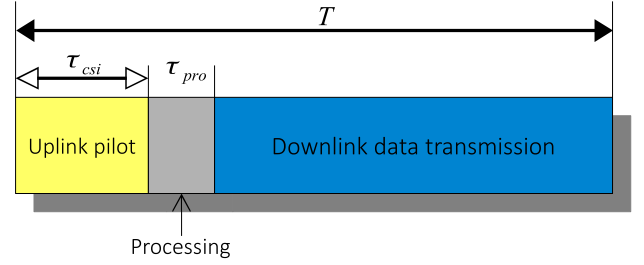 T
τcsi
τpro
Uplink pilot
Downlink data transmission
Processing